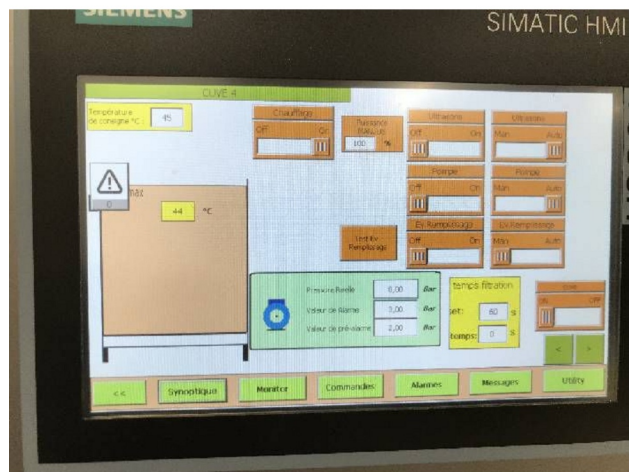 SIEMENS
SIMATIC HMI
CUVE 4
Température
de consigne °C :
45
Chauffage
Off On
Puissance
100 %
Ultrasons
Off On
Ultrasons
Man Auto
Pompe
Off On
Pompe
Man Auto
max
0
44 °C
Test Ev
Remplissage
Ev Remplissage
Off On
Ev Remplissage
Man Auto
Pression Réelle 0,00 Bar
Valeur de Alarme 3,00 Bar
Valeur de pré-alarme 2,00 Bar
temps filtration
set: 60 s
temps: 0 s
OFF
< >
<< Synoptique Monitor Commandes Alarmes Messages Utility